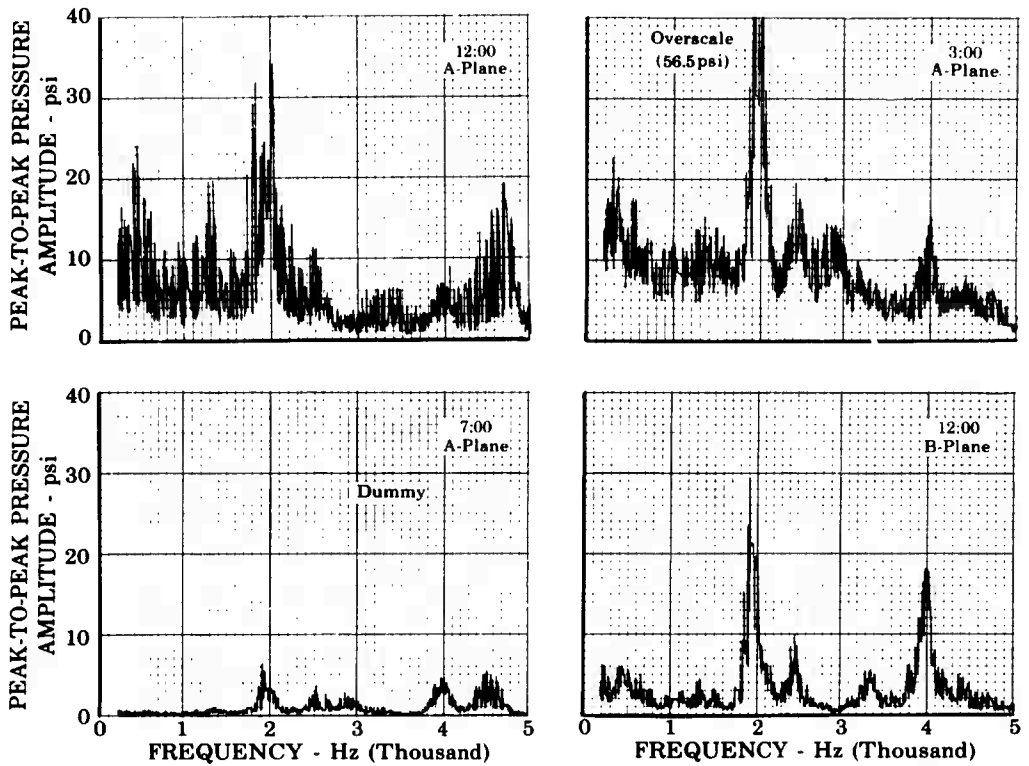 PEAK-TO-PEAK PRESSURE
AMPLITUDE - psi
40
30
20
10
0
12:00
A-Plane
Overscale
(56.5 psi)
3:00
A-Plane
PEAK-TO-PEAK PRESSURE
AMPLITUDE - psi
40
30
20
10
0
7:00
A-Plane
Dummy
0 1 2 3 4 5
FREQUENCY - Hz (Thousand)
12:00
B-Plane
0 1 2 3 4 5
FREQUENCY - Hz (Thousand)